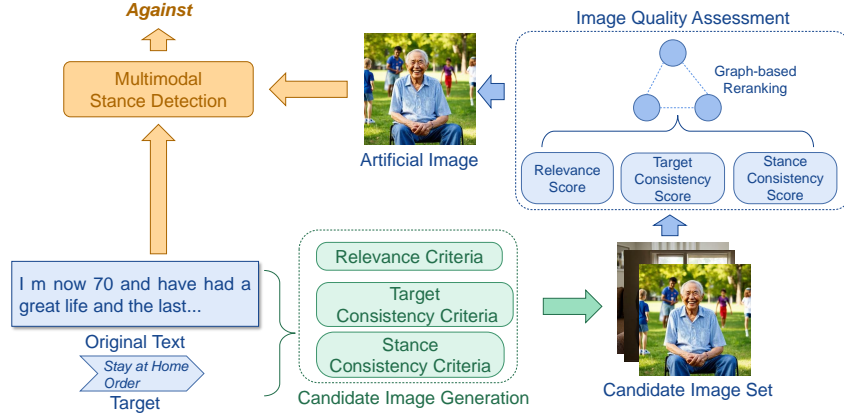 Against
Multimodal
Stance Detection
Artificial Image
Image Quality Assessment
Graph-based
Reranking
Relevance
Score
Target
Consistency
Score
Stance
Consistency
Score
I m now 70 and have had a
great life and the last...
Original Text
Stay at Home
Order
Target
Relevance Criteria
Target
Consistency Criteria
Stance
Consistency Criteria
Candidate Image Generation
Candidate Image Set